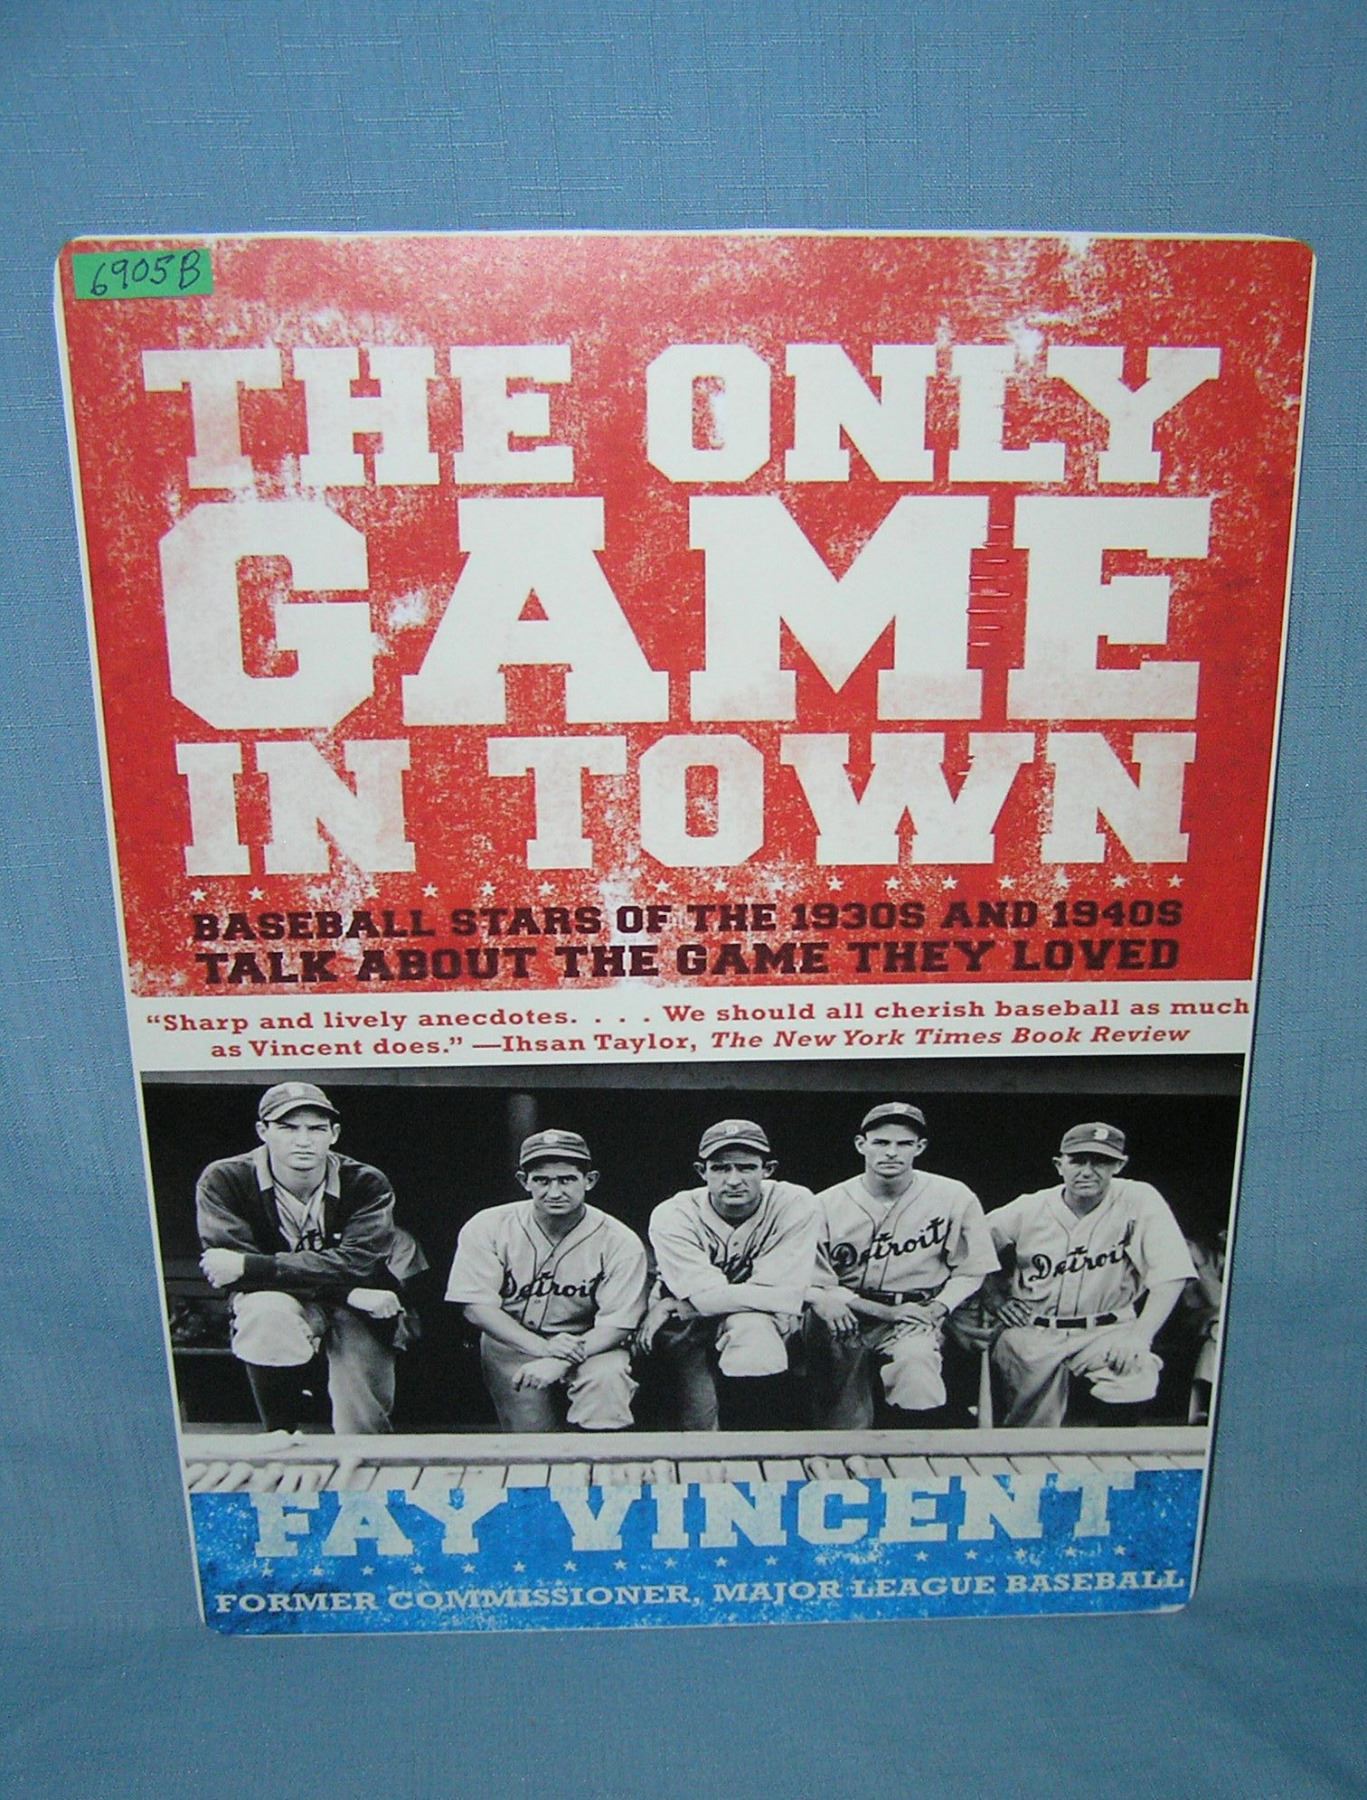 6905B
THE ONLY
GAME
IN TOWN
BASEBALL STARS OF THE 1930S AND 1940S
TALK ABOUT THE GAME THEY LOVED
“Sharp and lively anecdotes. . . . We should all cherish baseball as much
as Vincent does.” —Ihsan Taylor, The New York Times Book Review
Detroit Detroit Detroit
FAY VINCENT
FORMER COMMISSIONER, MAJOR LEAGUE BASEBALL